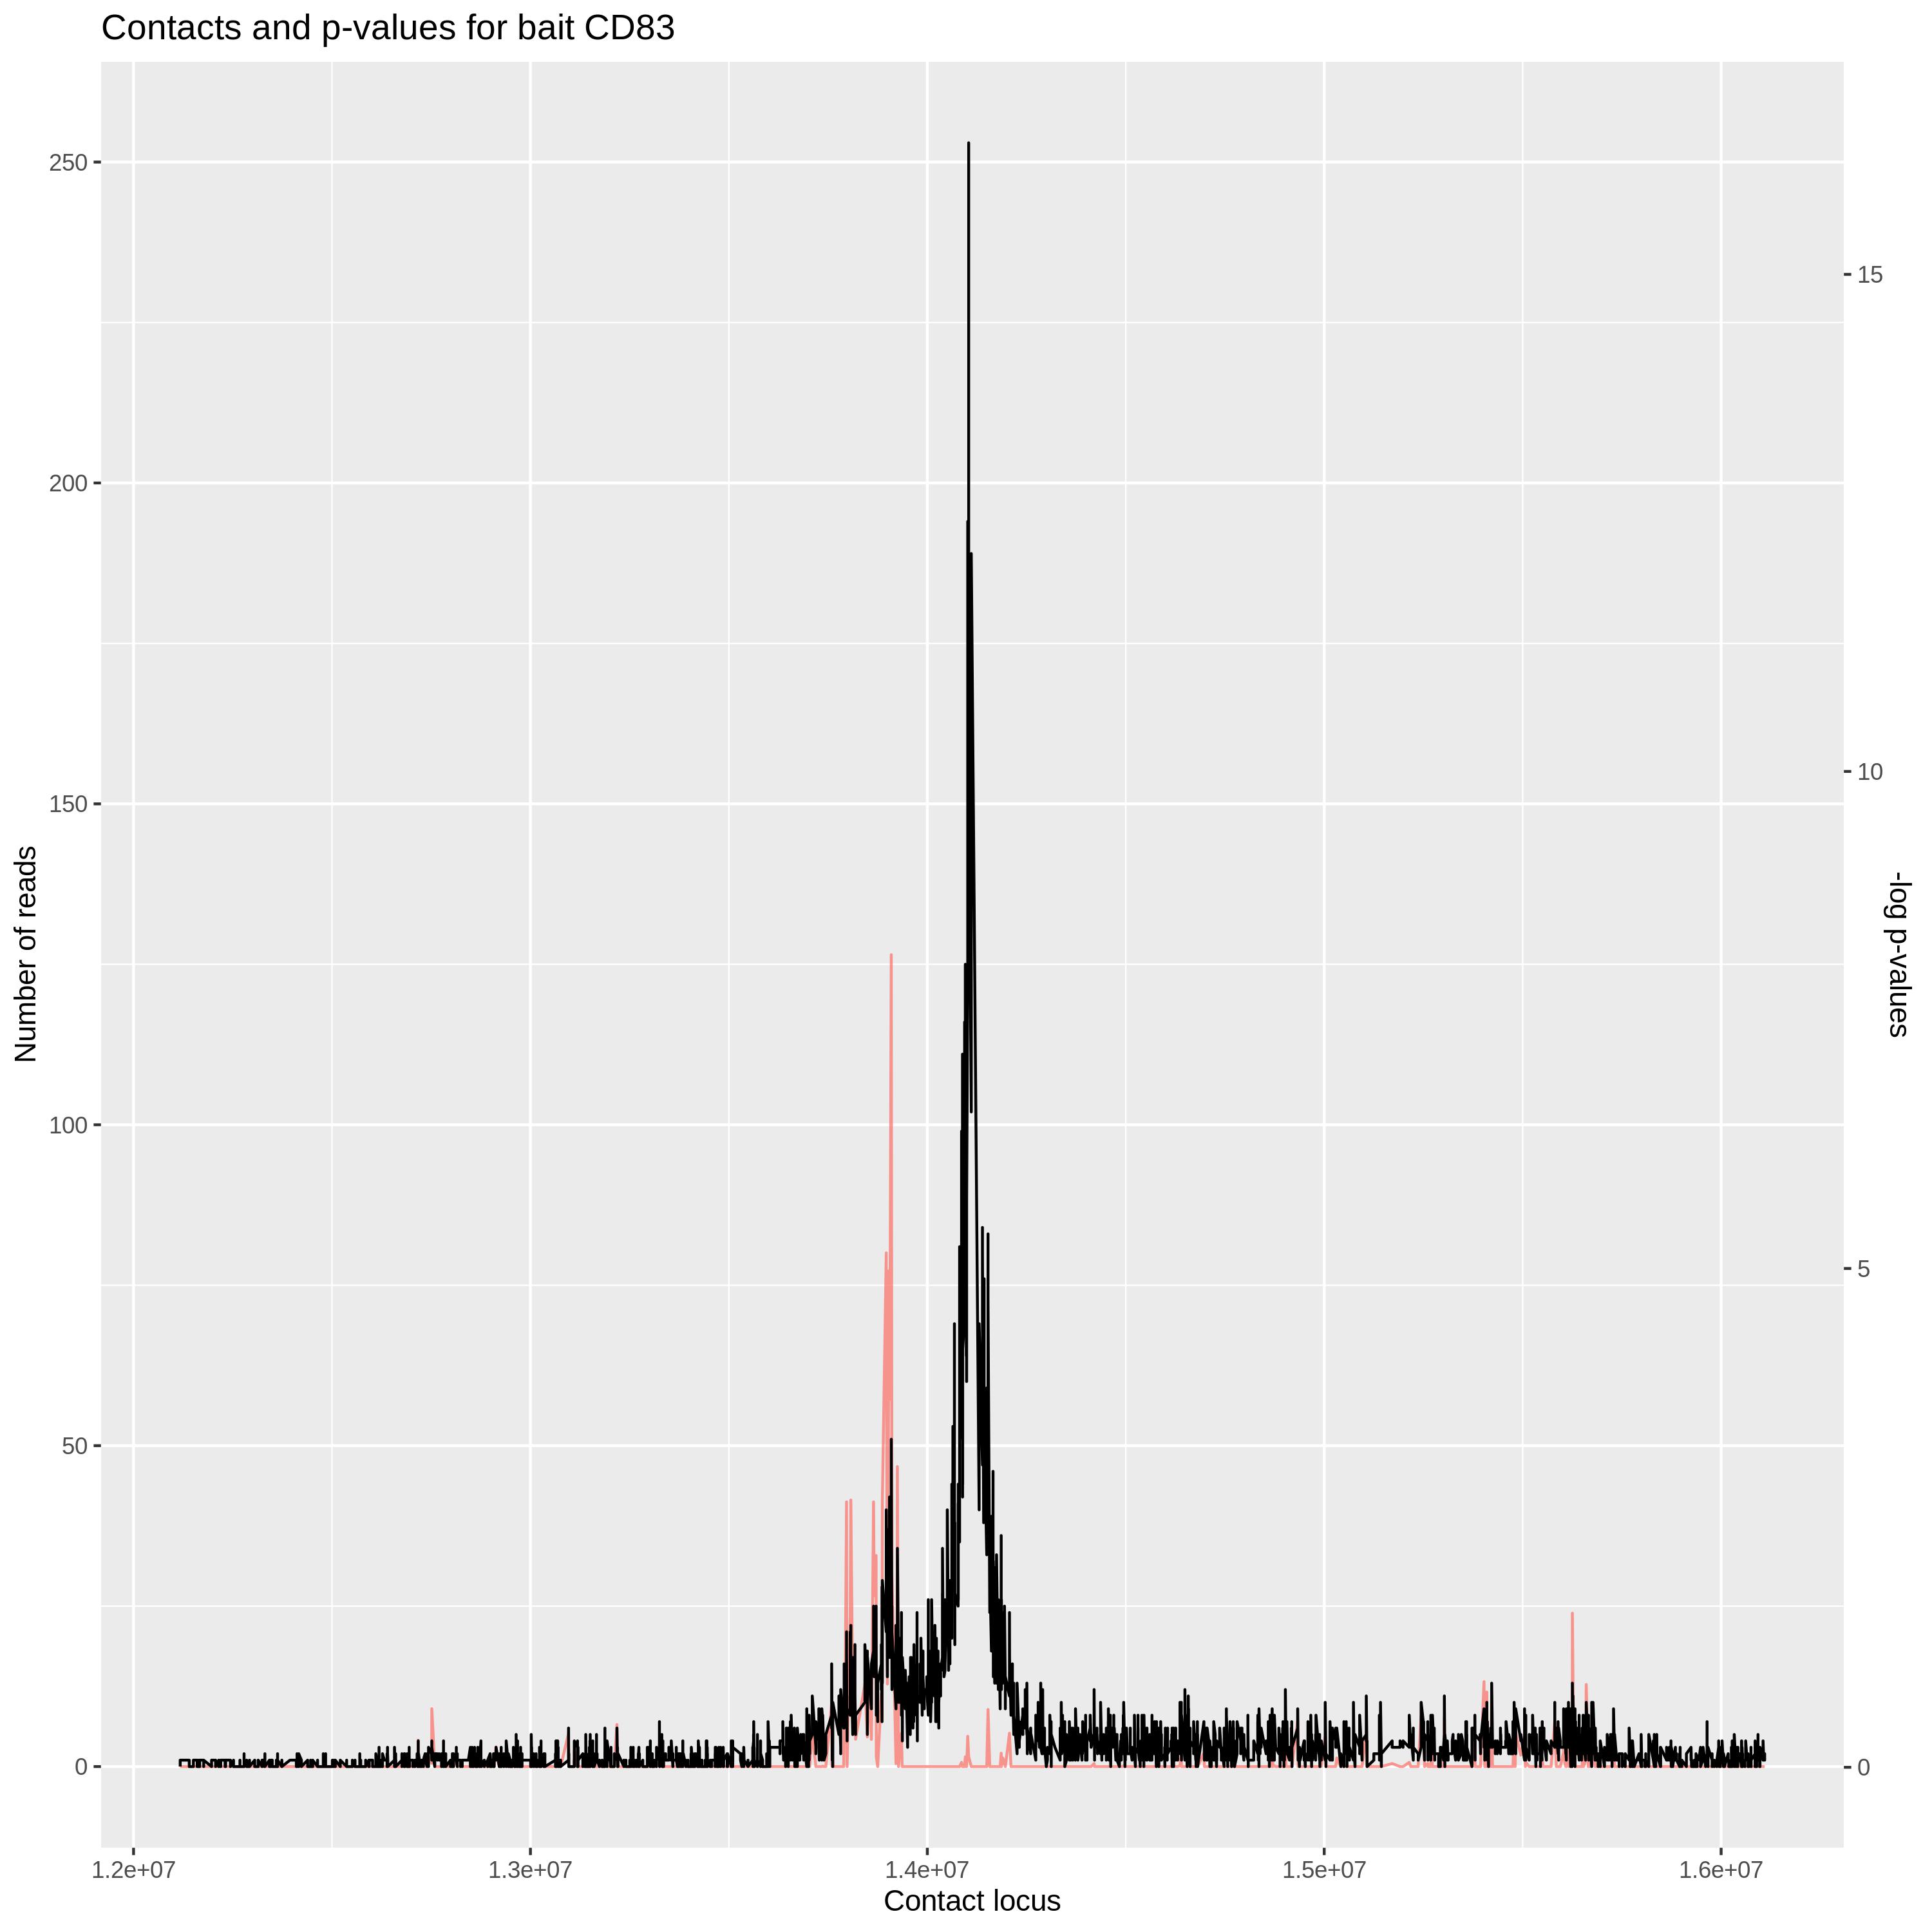 Contacts and p-values for bait CD83
Number of reads
250
200
150
100
50
0
15
10
5
0
-log p-values
1.2e+07 1.3e+07 1.4e+07 1.5e+07 1.6e+07
Contact locus